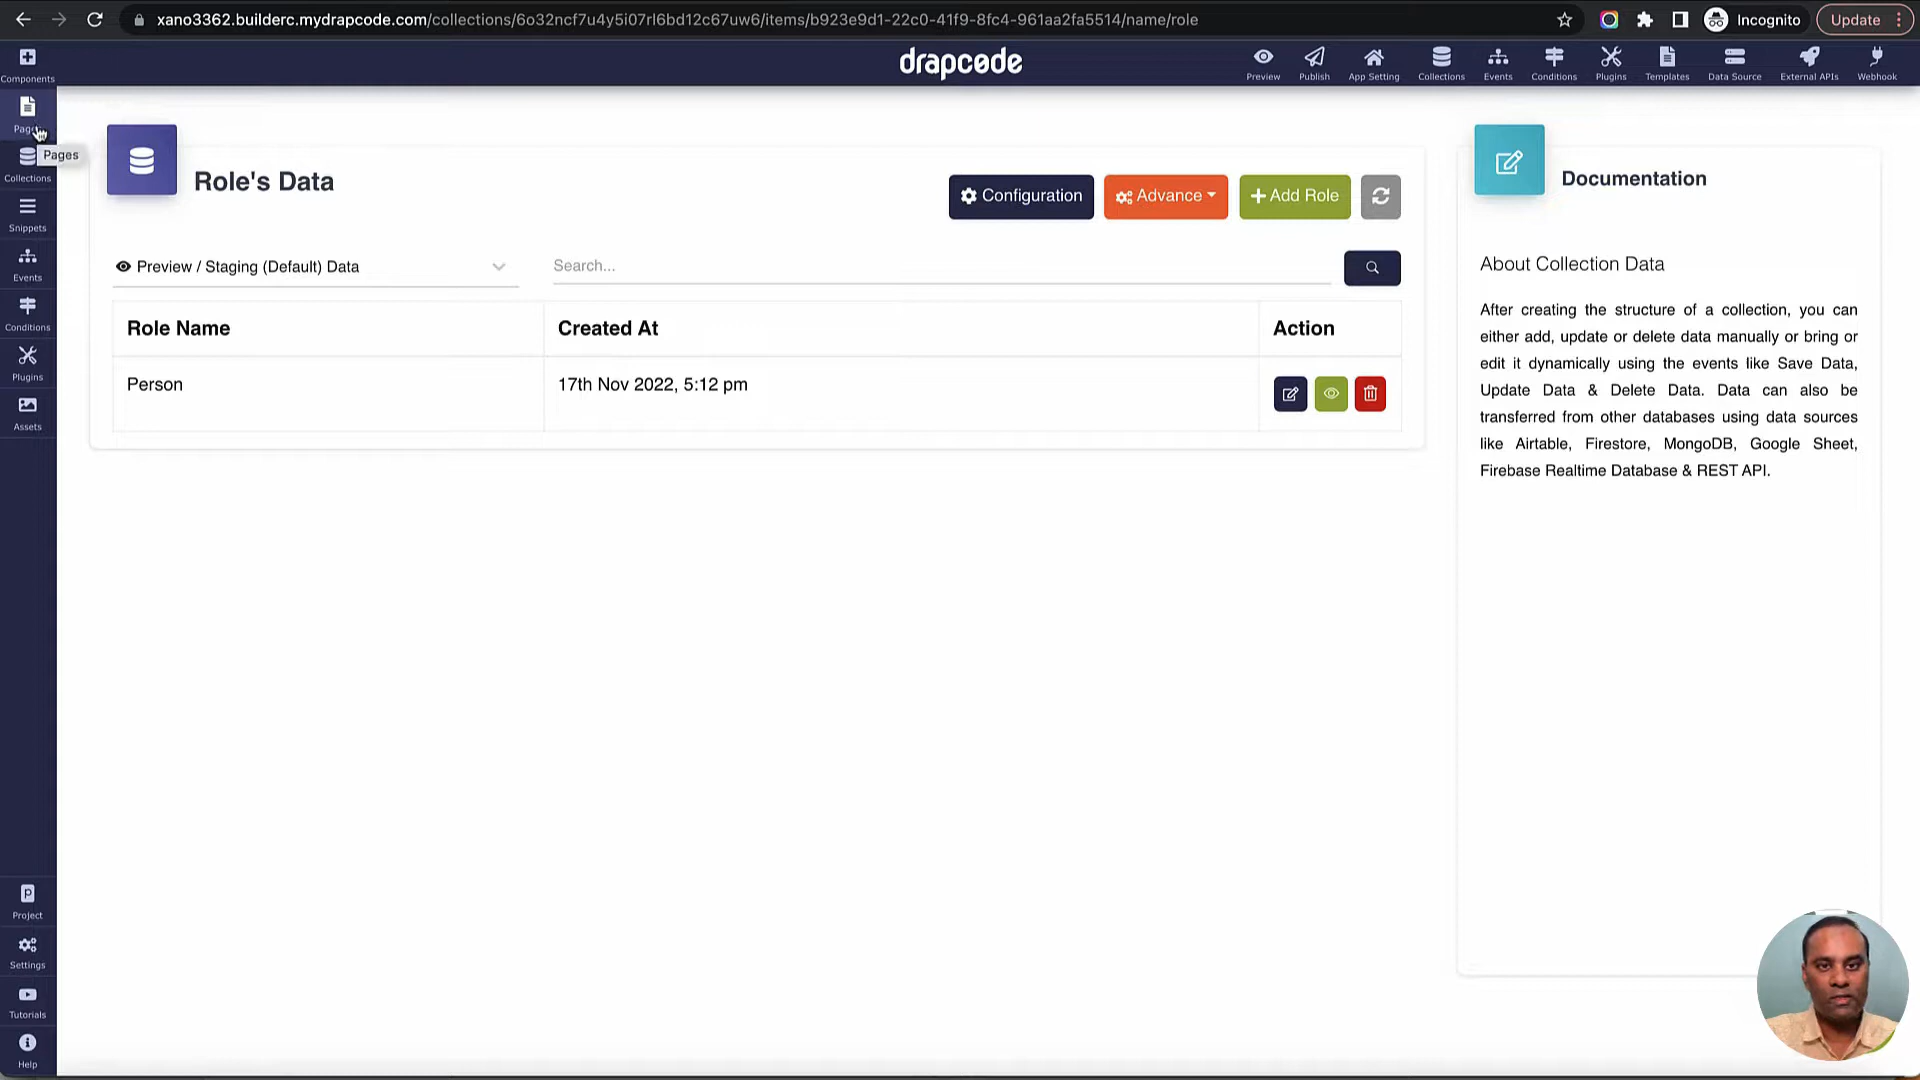 xano3362.builderc.mydrapcode.com/collections/6o32ncf7u4y5i07rl6bd12c67uw6/items/b923e9d1-22c0-41f9-8fc4-961aa2fa5514/name/role
Incognito
Update
drapcode
Preview
Publish
App Setting
Collections
Events
Conditions
Plugins
Templates
Data Source
External APIs
Webhook
Components
Pages
Collections
Snippets
Events
Conditions
Plugins
Assets
Project
Settings
Tutorials
Help
Role's Data
Configuration
Advance
Add Role
Preview / Staging (Default) Data
Search...
Role Name
Created At
Action
Person
17th Nov 2022, 5:12 pm
Documentation
About Collection Data
After creating the structure of a collection, you can
either add, update or delete data manually or bring or
edit it dynamically using the events like Save Data,
Update Data & Delete Data. Data can also be
transferred from other databases using data sources
like Airtable, Firestore, MongoDB, Google Sheet,
Firebase Realtime Database & REST API.